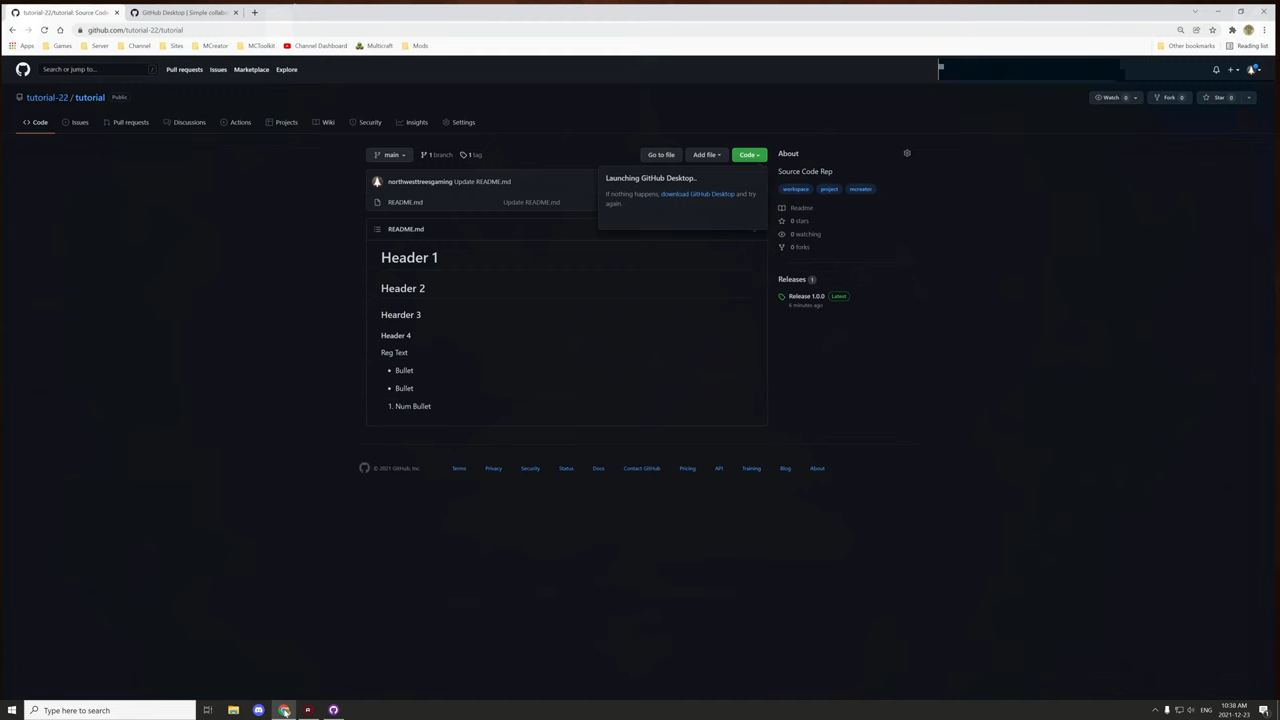 tutorial-22/tutorial: Source Code
GitHub Desktop | Simple collab
github.com/tutorial-22/tutorial
Apps Games Server Channel Sites MCreator MCToolkit Channel Dashboard Multicraft Mods Other bookmarks Reading list
Search or jump to... / Pull requests Issues Marketplace Explore
tutorial-22 / tutorial Public Watch 0 Fork 0 Star 0
Code Issues Pull requests Discussions Actions Projects Wiki Security Insights Settings
main 1 branch 1 tag Go to file Add file Code
northwesttreesgaming Update README.md
README.md Update README.md
Launching GitHub Desktop..
If nothing happens, download GitHub Desktop and try
again.
README.md
Header 1
Header 2
Hearder 3
Header 4
Reg Text
• Bullet
• Bullet
1. Num Bullet
About
Source Code Rep
workspace project mcreator
Readme
0 stars
0 watching
0 forks
Releases 1
Release 1.0.0 Latest
6 minutes ago
© 2021 GitHub, Inc. Terms Privacy Security Status Docs Contact GitHub Pricing API Training Blog About
Type here to search
ENG
10:38 AM
2021-12-23